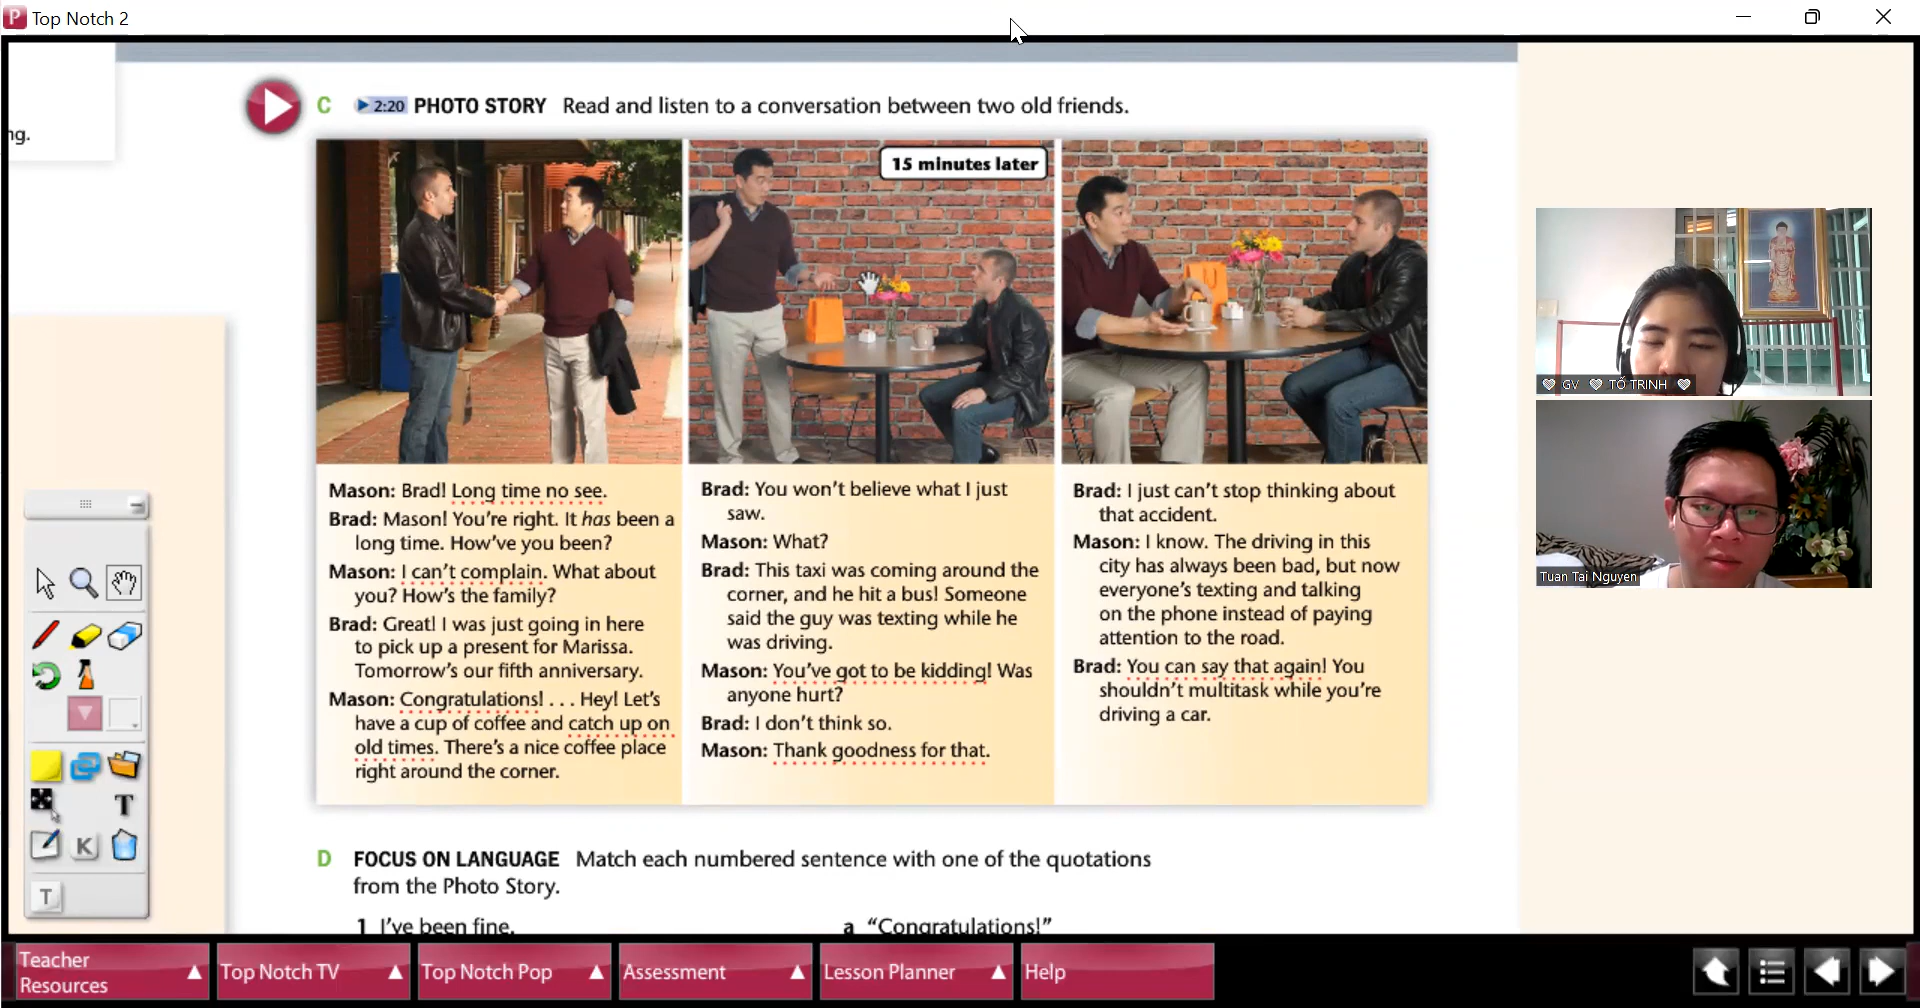 Top Notch 2
ng.
C 2:20 PHOTO STORY Read and listen to a conversation between two old friends.
15 minutes later
Mason: Brad! Long time no see.
Brad: Mason! You're right. It has been a
long time. How've you been?
Mason: I can't complain. What about
you? How's the family?
Brad: Great! I was just going in here
to pick up a present for Marissa.
Tomorrow's our fifth anniversary.
Mason: Congratulations! . . . Hey! Let's
have a cup of coffee and catch up on
old times. There's a nice coffee place
right around the corner.
Brad: You won't believe what I just
saw.
Mason: What?
Brad: This taxi was coming around the
corner, and he hit a bus! Someone
said the guy was texting while he
was driving.
Mason: You've got to be kidding! Was
anyone hurt?
Brad: I don't think so.
Mason: Thank goodness for that.
Brad: I just can't stop thinking about
that accident.
Mason: I know. The driving in this
city has always been bad, but now
everyone's texting and talking
on the phone instead of paying
attention to the road.
Brad: You can say that again! You
shouldn't multitask while you're
driving a car.
D FOCUS ON LANGUAGE Match each numbered sentence with one of the quotations
from the Photo Story.
1 I've been fine.
a "Congratulations!"
GV TỐ TRINH
Tuan Tai Nguyen
T
K
T
Teacher
Resources
Top Notch TV
Top Notch Pop
Assessment
Lesson Planner
Help